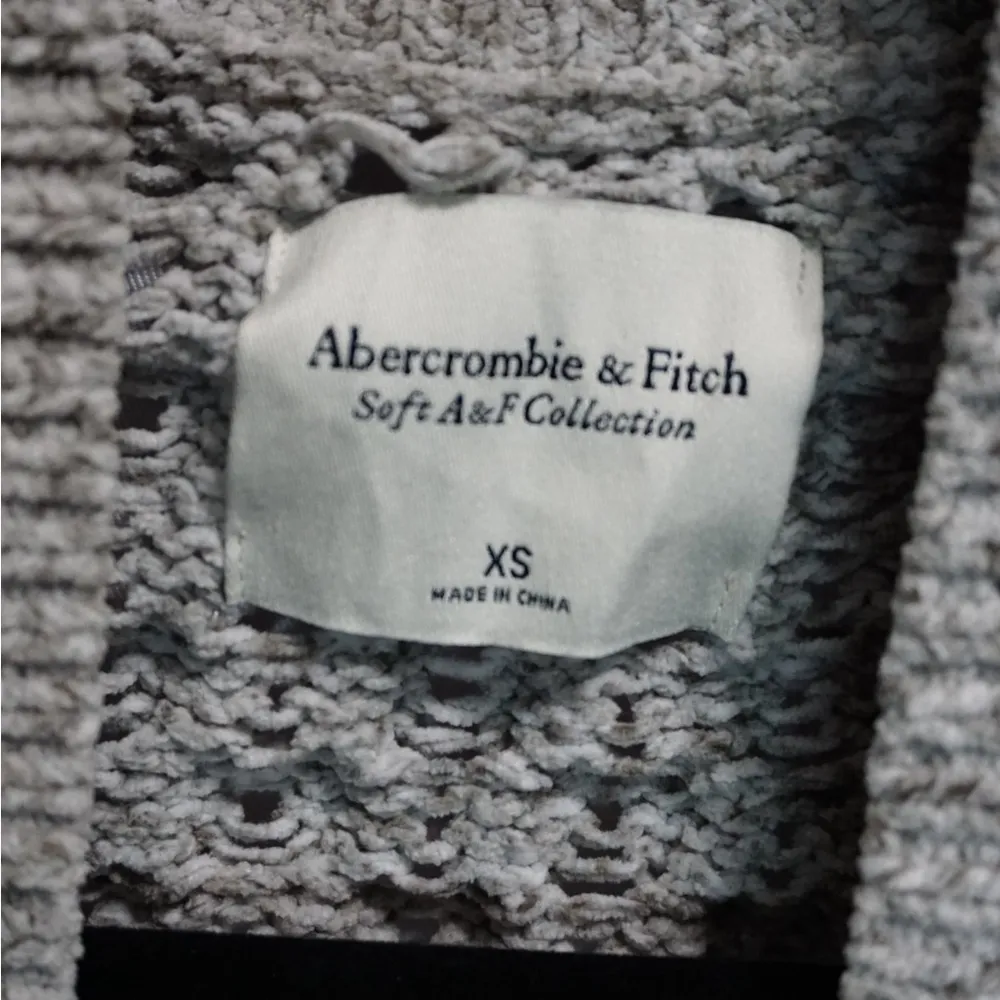 Abercrombie & Fitch
Soft A&F Collection
XS
MADE IN CHINA